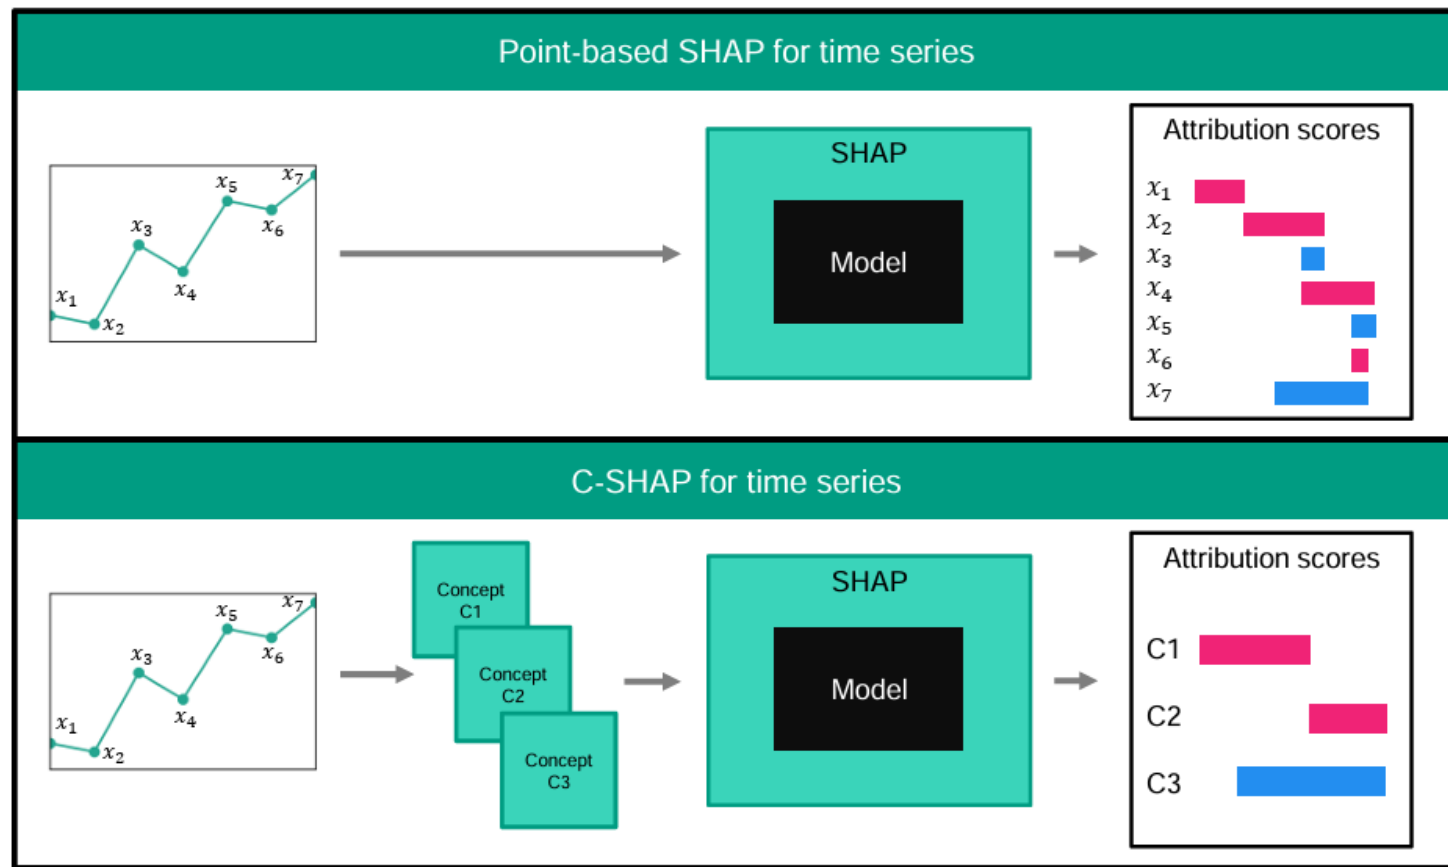 Point-based SHAP for time series
x₁
x₂
x₃
x₄
x₅
x₆
x₇
SHAP
Model
Attribution scores
x₁
x₂
x₃
x₄
x₅
x₆
x₇
C-SHAP for time series
x₁
x₂
x₃
x₄
x₅
x₆
x₇
Concept
C1
Concept
C2
Concept
C3
SHAP
Model
Attribution scores
C1
C2
C3